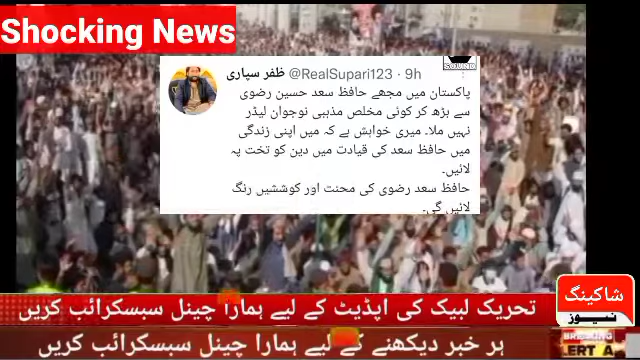 Shocking News
ظفر سپاری @RealSupari123 · 9h
پاکستان میں مجھے حافظ سعد حسین رضوی
سے بڑھ کر کوئی مخلص مذہبی نوجوان لیڈر
نہیں ملا۔ میری خواہش ہے کہ میں اپنی زندگی
میں حافظ سعد کی قیادت میں دین کو تخت پہ
لائیں۔
حافظ سعد رضوی کی محنت اور کوششیں رنگ
لائیں گی۔
شاکینگ
نیوز
تحریک لبیک کی اپڈیٹ کے لیے ہمارا چینل سبسکرائب کریں
ہر خبر دیکھنے کے لیے ہمارا چینل سبسکرائب کریں
BREAKING